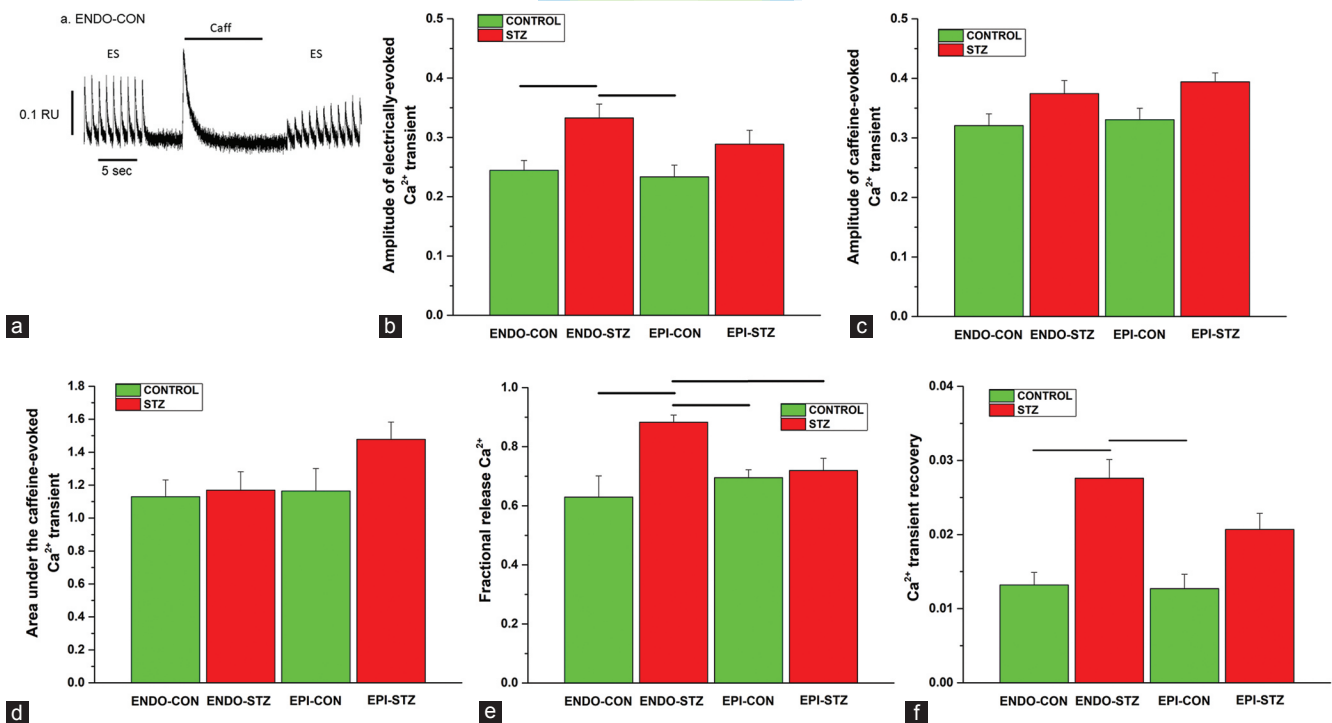 a. ENDO-CON
Caff
ES
ES
0.1 RU
5 sec
a
Amplitude of electrically-evoked
Ca2+ transient
0.5
0.4
0.3
0.2
0.1
0.0
CONTROL
STZ
ENDO-CON ENDO-STZ EPI-CON EPI-STZ
b
Amplitude of caffeine-evoked
Ca2+ transient
0.5
0.4
0.3
0.2
0.1
0.0
CONTROL
STZ
ENDO-CON ENDO-STZ EPI-CON EPI-STZ
c
Area under the caffeine-evoked
Ca2+ transient
1.8
1.6
1.4
1.2
1.0
0.8
0.6
0.4
0.2
0.0
CONTROL
STZ
ENDO-CON ENDO-STZ EPI-CON EPI-STZ
d
Fractional release Ca2+
1.0
0.8
0.6
0.4
0.2
0.0
CONTROL
STZ
ENDO-CON ENDO-STZ EPI-CON EPI-STZ
e
Ca2+ transient recovery
0.04
0.03
0.02
0.01
0.00
CONTROL
STZ
ENDO-CON ENDO-STZ EPI-CON EPI-STZ
f